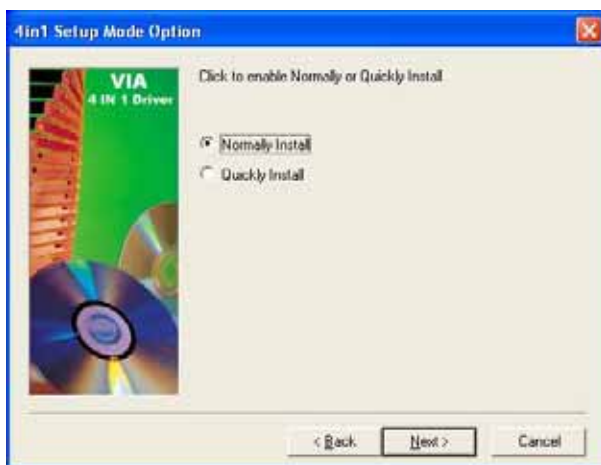 4in1 Setup Mode Option
VIA
4 IN 1 Driver
Click to enable Normally or Quickly Install
Normally Install
Quickly Install
< Back
Next >
Cancel